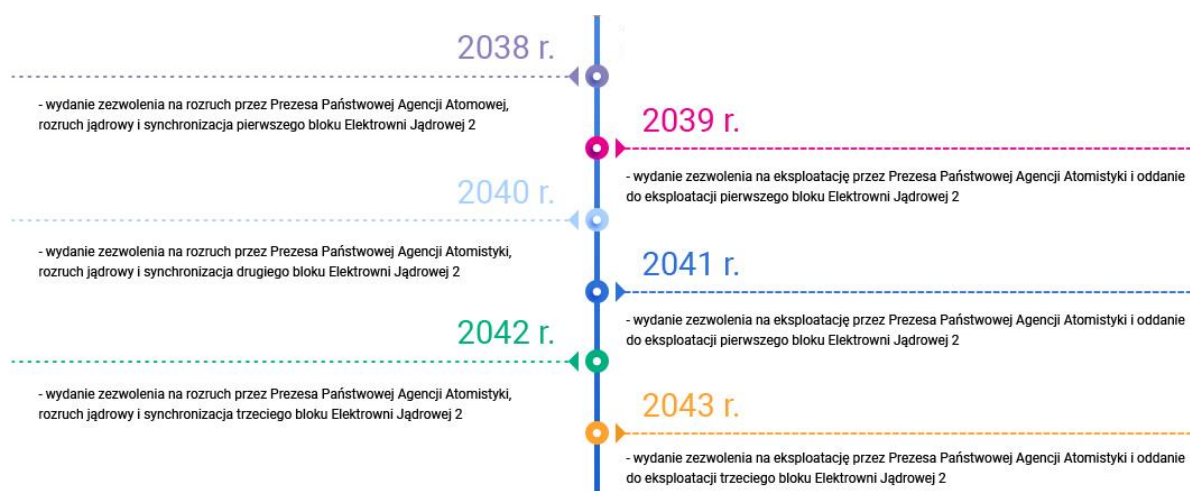 2038 r.
- wydanie zezwolenia na rozruch przez Prezesa Państwowej Agencji Atomowej,
rozruch jądrowy i synchronizacja pierwszego bloku Elektrowni Jądrowej 2
2039 r.
- wydanie zezwolenia na eksploatację przez Prezesa Państwowej Agencji Atomistyki i oddanie
do eksploatacji pierwszego bloku Elektrowni Jądrowej 2
2040 r.
- wydanie zezwolenia na rozruch przez Prezesa Państwowej Agencji Atomistyki,
rozruch jądrowy i synchronizacja drugiego bloku Elektrowni Jądrowej 2
2041 r.
- wydanie zezwolenia na eksploatację przez Prezesa Państwowej Agencji Atomistyki i oddanie
do eksploatacji pierwszego bloku Elektrowni Jądrowej 2
2042 r.
- wydanie zezwolenia na rozruch przez Prezesa Państwowej Agencji Atomistyki,
rozruch jądrowy i synchronizacja trzeciego bloku Elektrowni Jądrowej 2
2043 r.
- wydanie zezwolenia na eksploatację przez Prezesa Państwowej Agencji Atomistyki i oddanie
do eksploatacji trzeciego bloku Elektrowni Jądrowej 2